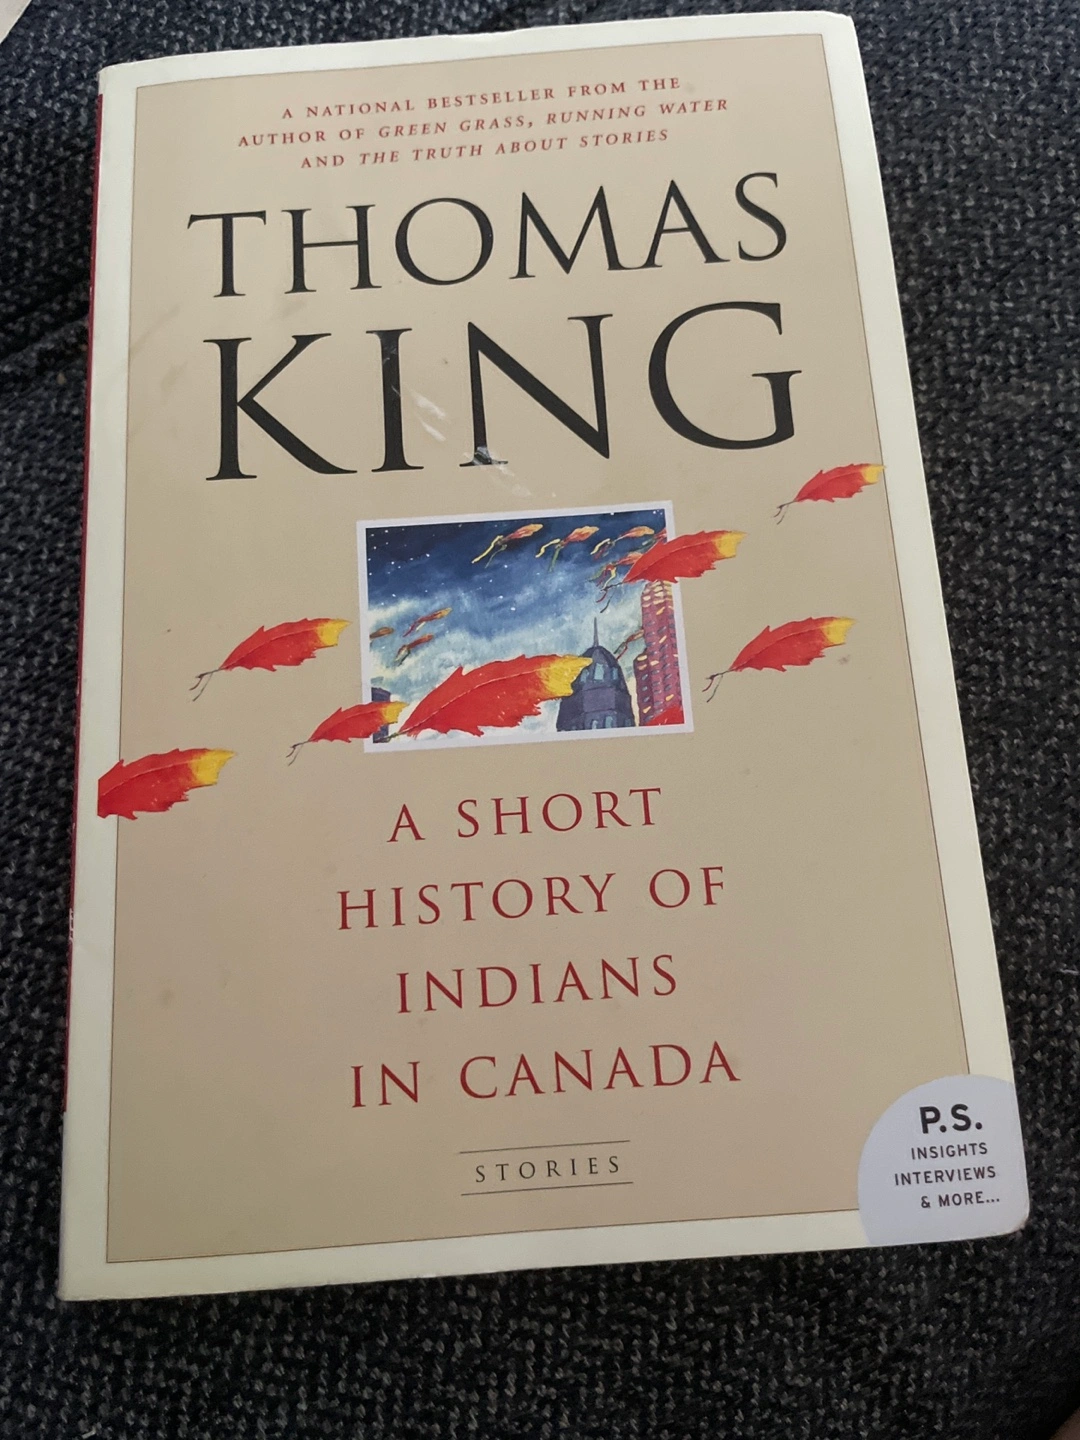 A NATIONAL BESTSELLER FROM THE
AUTHOR OF GREEN GRASS, RUNNING WATER
AND THE TRUTH ABOUT STORIES
THOMAS
KING
A SHORT
HISTORY OF
INDIANS
IN CANADA
STORIES
P.S.
INSIGHTS
INTERVIEWS
& MORE...